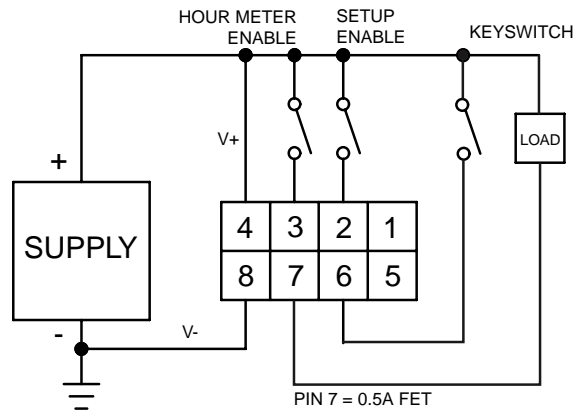 HOUR METER
ENABLE
SETUP
ENABLE
KEYSWITCH
V+
LOAD
+
SUPPLY
-
4 3 2 1
8 7 6 5
V-
PIN 7 = 0.5A FET